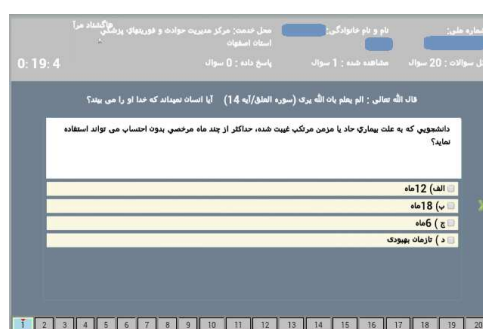 شماره ملی:
نام و نام خانوادگی:
محل خدمت: مرکز مدیریت حوادث و فوریتهای پزشکی استان اصفهان
کل سوالات : 20 سوال
مشاهده شده : 1 سوال
پاسخ داده : 0 سوال
0: 19: 4
قال الله تعالی : الم یعلم بان الله یری (سوره العلق/آیه 14) آیا انسان نمیداند که خدا او را می بیند؟
دانشجویی که به علت بیماری حاد یا مزمن مرتکب غیبت شده، حداکثر از چند ماه مرخصی بدون احتساب می تواند استفاده
نماید؟
الف) 12ماه
ب) 18ماه
ج ) 6ماه
د ) تازمان بهبودی
1 2 3 4 5 6 7 8 9 10 11 12 13 14 15 16 17 18 19 20